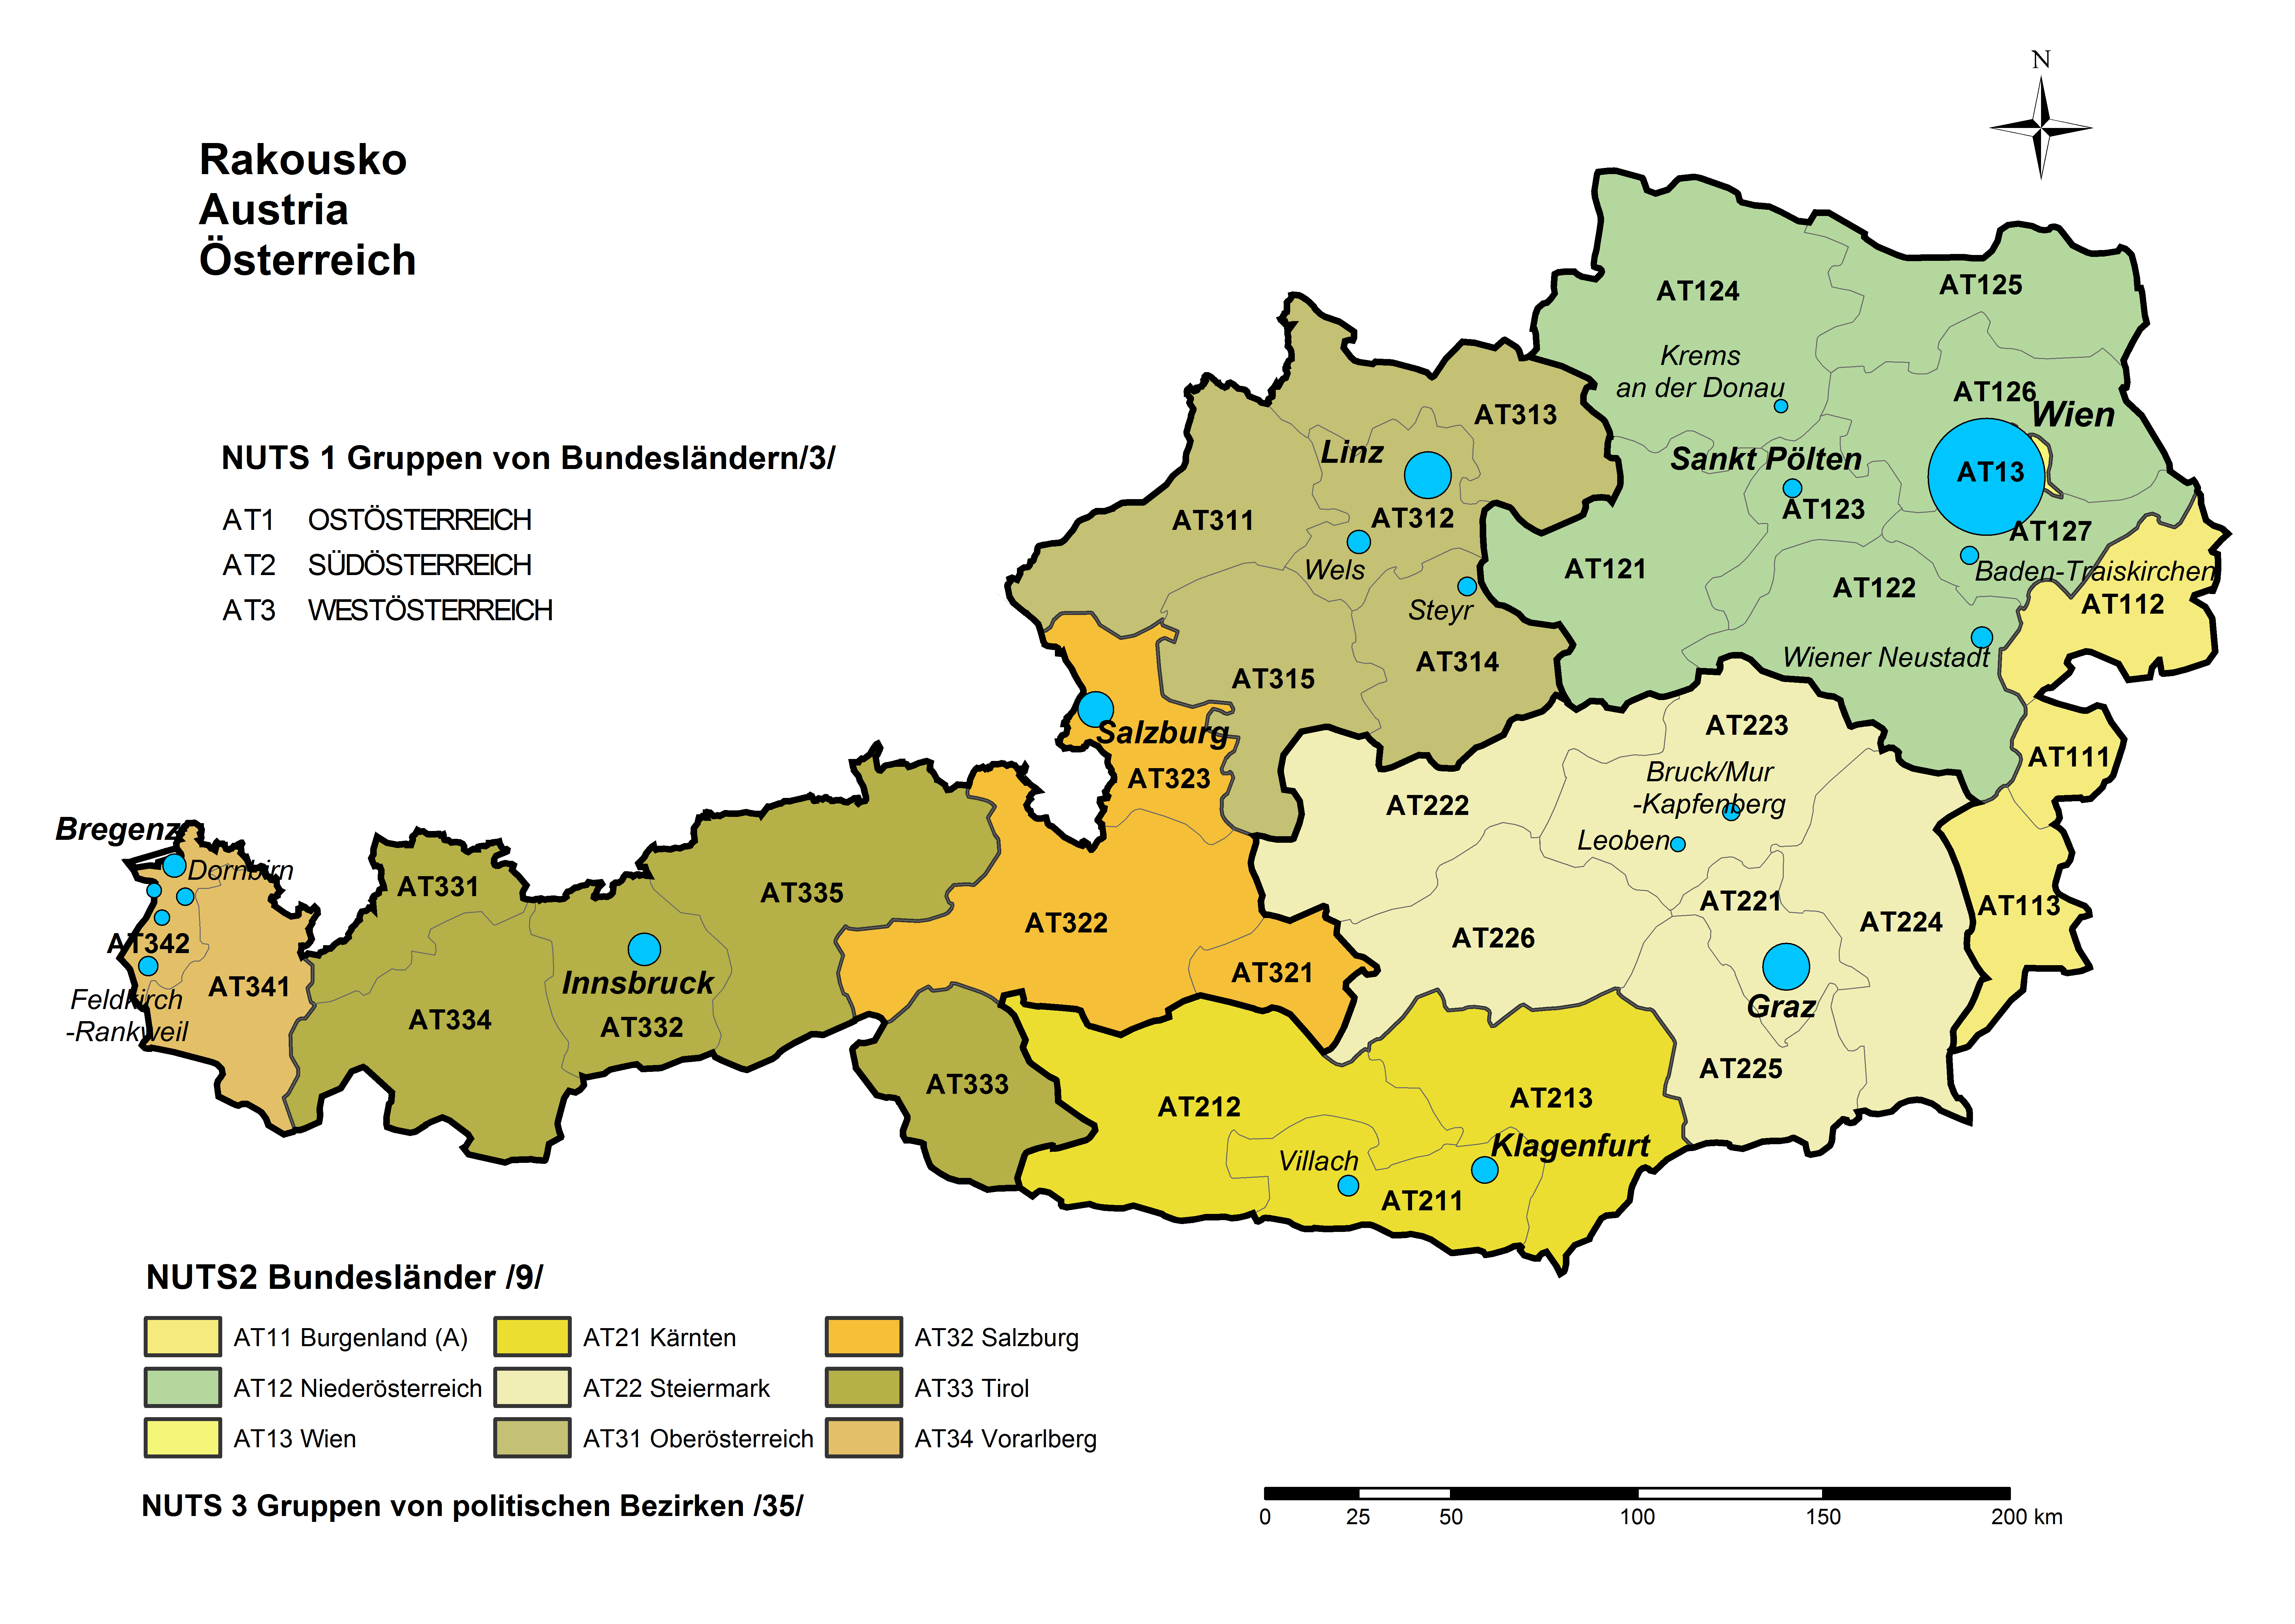 N
Rakousko
Austria
Österreich
NUTS 1 Gruppen von Bundesländern/3/
AT1 OSTÖSTERREICH
AT2 SÜDÖSTERREICH
AT3 WESTÖSTERREICH
AT124
AT125
Krems
an der Donau
AT126
Wien
AT313
Linz
Sankt Pölten
AT13
AT311
AT312
AT123
AT127
Wels
AT121
Baden-Traiskirchen
AT122
AT112
Steyr
AT314
Wiener Neustadt
AT315
AT223
Salzburg
AT111
AT323
Bruck/Mur
-Kapfenberg
AT222
Leoben
Bregenz
Dornbirn
AT331
AT335
AT221
AT113
AT322
AT224
AT226
AT342
AT321
AT341
Innsbruck
Feldkirch
-Rankweil
Graz
AT334
AT332
AT225
AT333
AT212
AT213
Klagenfurt
Villach
AT211
NUTS2 Bundesländer /9/
AT11 Burgenland (A)
AT21 Kärnten
AT32 Salzburg
AT12 Niederösterreich
AT22 Steiermark
AT33 Tirol
AT13 Wien
AT31 Oberösterreich
AT34 Vorarlberg
NUTS 3 Gruppen von politischen Bezirken /35/
0 25 50 100 150 200 km